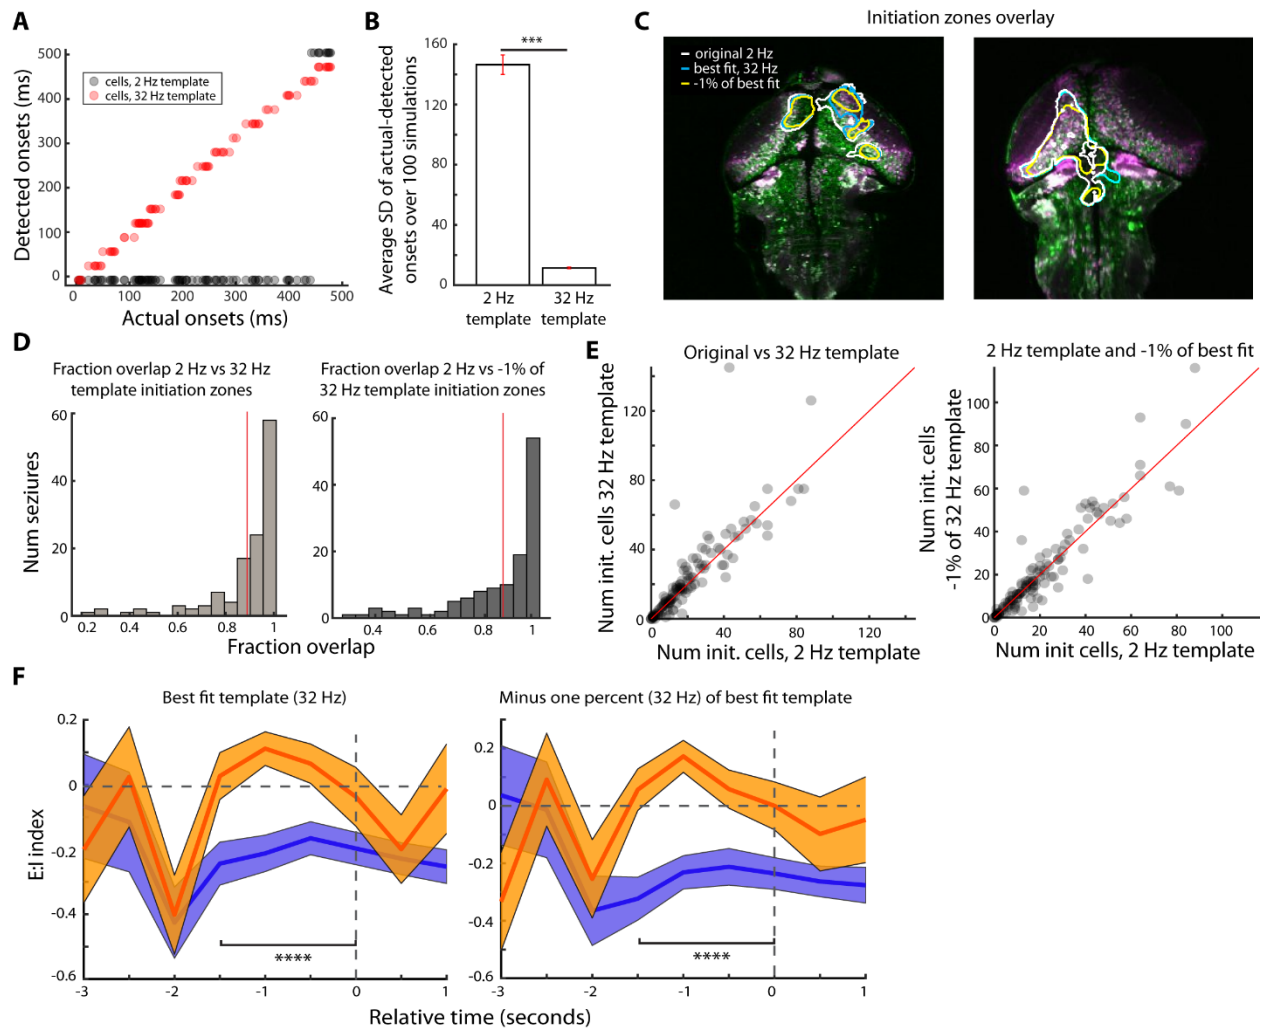 A
Detected onsets (ms)
500
400
300
200
100
0
cells, 2 Hz template
cells, 32 Hz template
0 100 200 300 400 500
Actual onsets (ms)
B
Average SD of actual-detected
onsets over 100 simulations
160
120
80
40
0
***
2 Hz
template
32 Hz
template
C
Initiation zones overlay
original 2 Hz
best fit, 32 Hz
-1% of best fit
D
Fraction overlap 2 Hz vs 32 Hz
template initiation zones
Num seziures
60
40
20
0
0.2 0.4 0.6 0.8 1
Fraction overlap 2 Hz vs -1% of
32 Hz template initiation zones
60
40
20
0
0.4 0.6 0.8 1
Fraction overlap
E
Original vs 32 Hz template
Num init. cells 32 Hz template
120
80
40
0
0 40 80 120
Num init. cells, 2 Hz template
2 Hz template and -1% of best fit
Num init. cells
-1% of 32 Hz template
100
80
60
40
20
0
0 20 40 60 80 100
Num init cells, 2 Hz template
F
Best fit template (32 Hz)
E:I index
0.2
0
-0.2
-0.4
-0.6
****
-3 -2 -1 0 1
Minus one percent (32 Hz) of best fit template
0.2
0
-0.2
-0.4
-0.6
****
-3 -2 -1 0 1
Relative time (seconds)